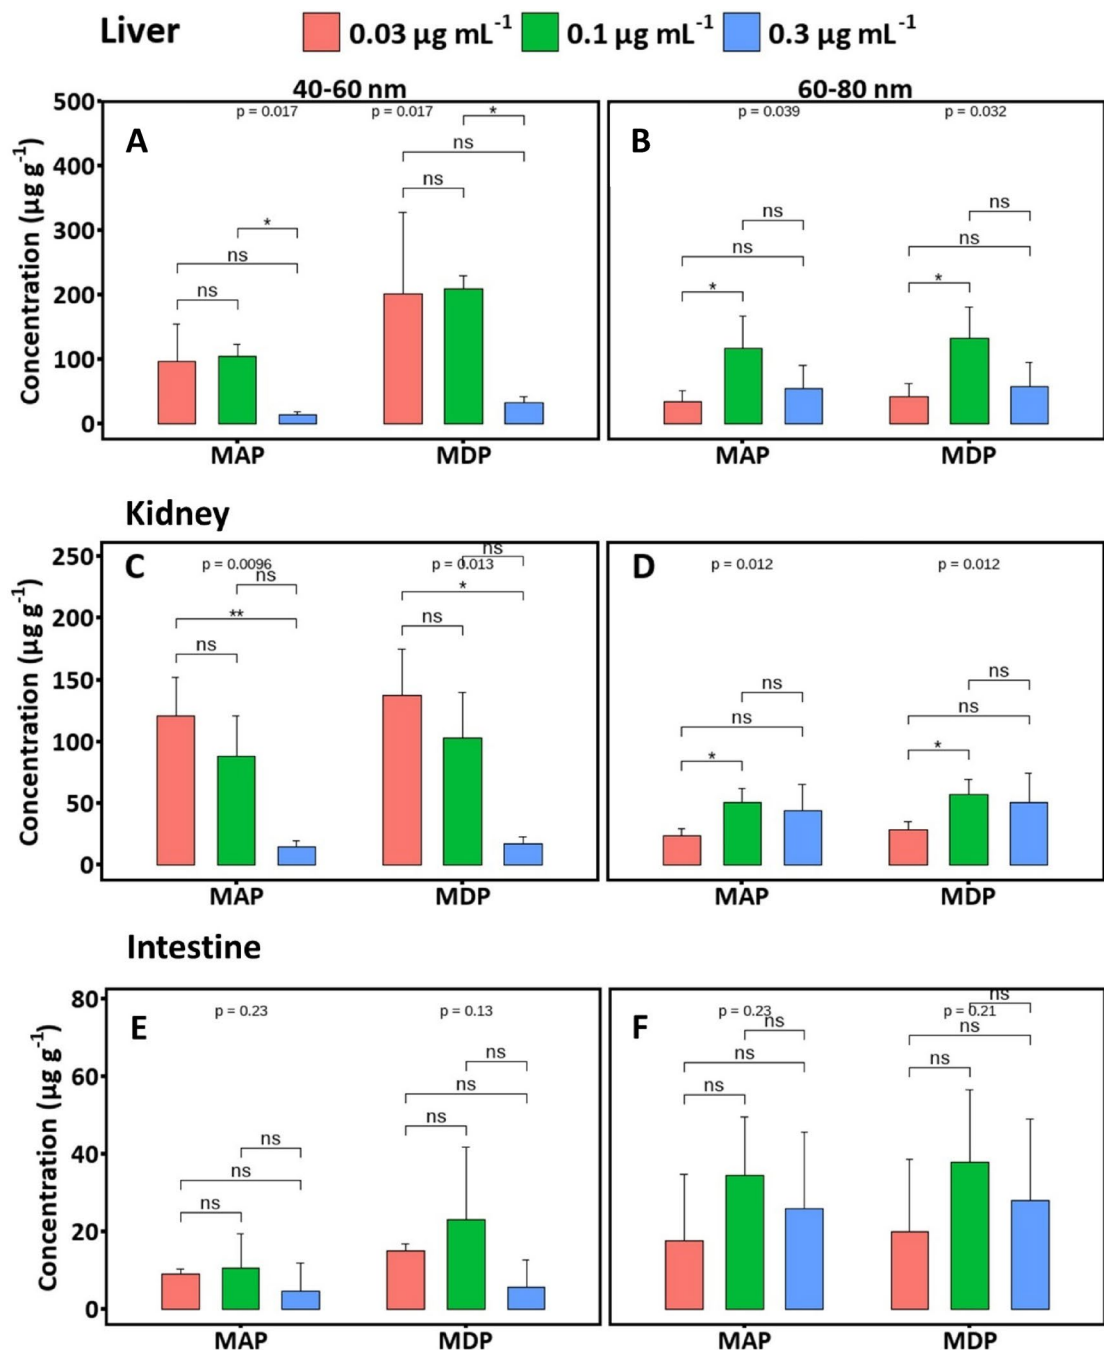 Liver 0.03 µg mL⁻¹ 0.1 µg mL⁻¹ 0.3 µg mL⁻¹
40-60 nm 60-80 nm
Concentration (µg g⁻¹)
500
400
300
200
100
0
A
p = 0.017 p = 0.017
*
ns
ns
*
ns
ns
MAP MDP
B
p = 0.039 p = 0.032
ns
ns
*
ns
ns
*
MAP MDP
Kidney
Concentration (µg g⁻¹)
250
200
150
100
50
0
C
p = 0.0096 p = 0.013
ns
**
ns
ns
*
ns
MAP MDP
D
p = 0.012 p = 0.012
ns
ns
*
ns
ns
*
MAP MDP
Intestine
Concentration (µg g⁻¹)
80
60
40
20
0
E
p = 0.23 p = 0.13
ns
ns
ns
ns
ns
ns
MAP MDP
F
p = 0.23 p = 0.21
ns
ns
ns
ns
ns
ns
MAP MDP